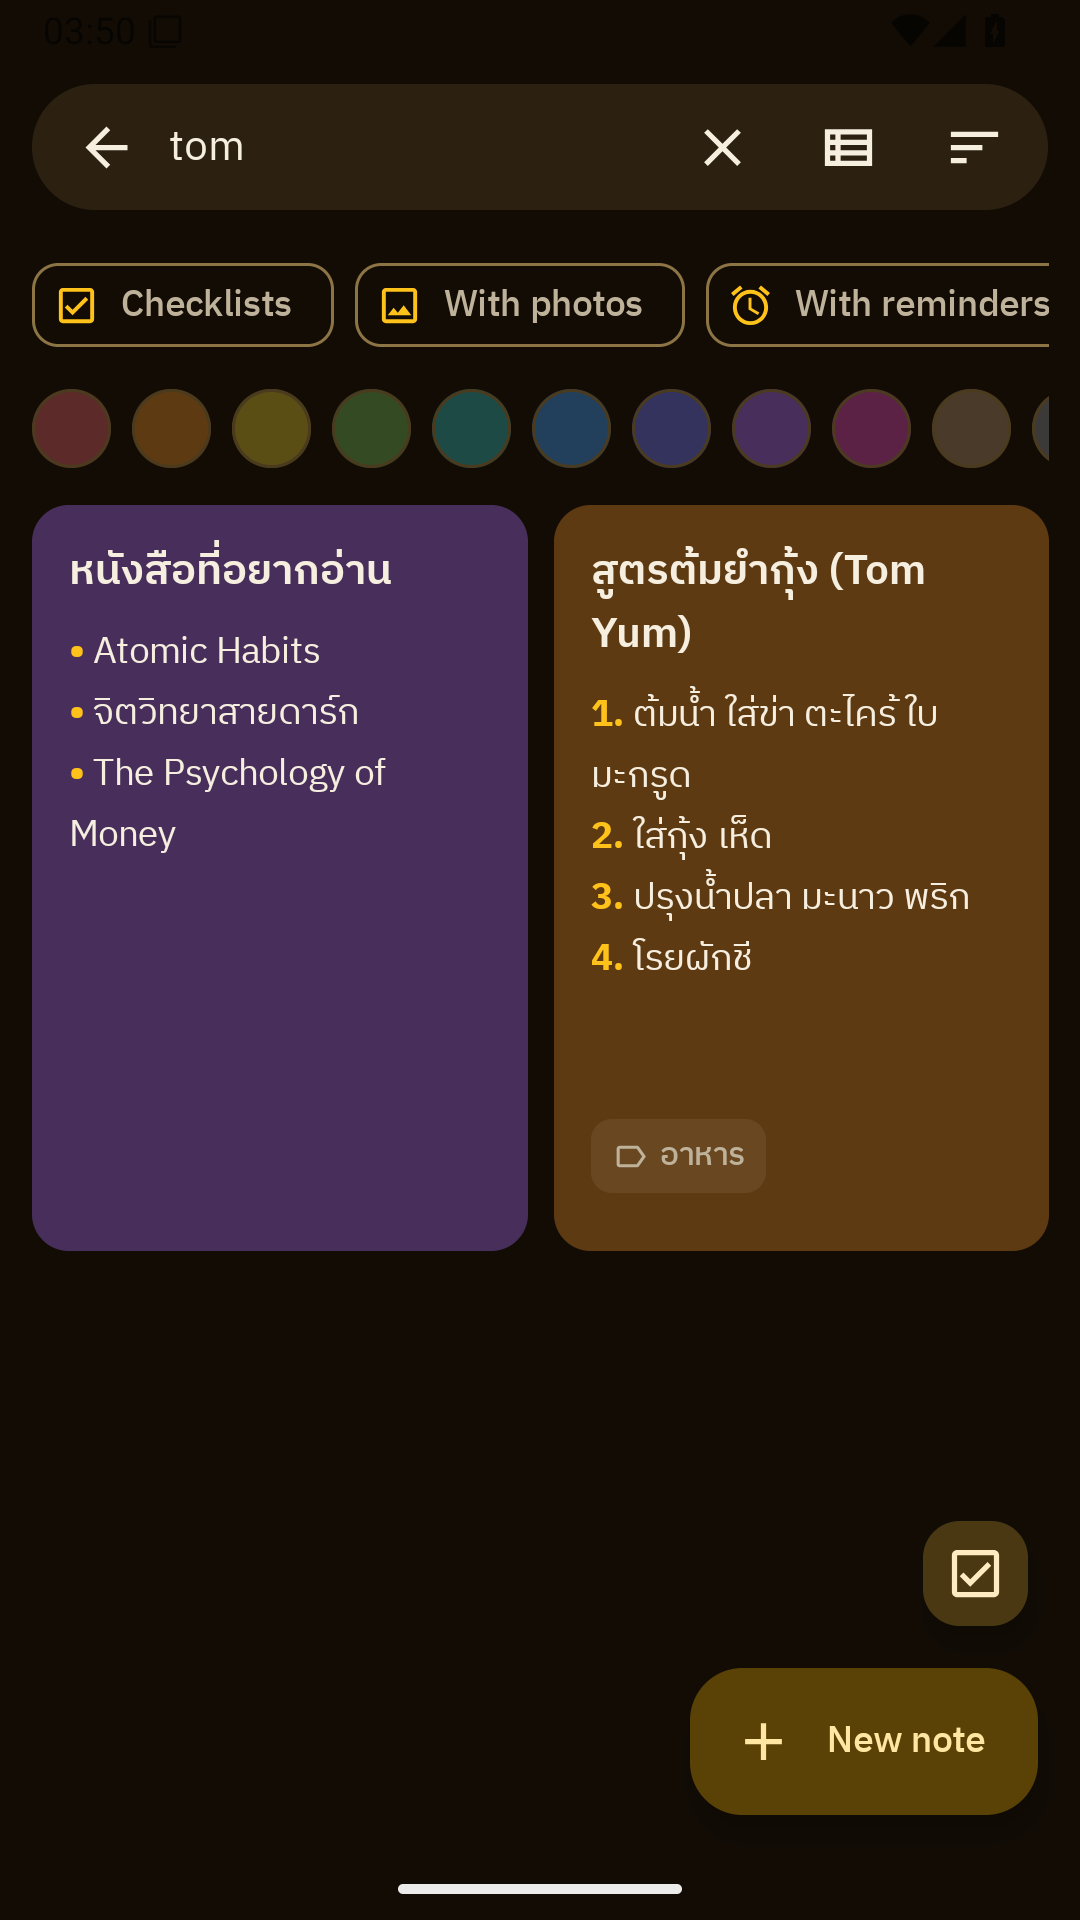 03:50
tom
Checklists
With photos
With reminders
หนังสือที่อยากอ่าน
• Atomic Habits
• จิตวิทยาสายดาร์ก
• The Psychology of
Money
สูตรต้มยำกุ้ง (Tom
Yum)
1. ต้มน้ำ ใส่ข่า ตะไคร้ ใบ
มะกรูด
2. ใส่กุ้ง เห็ด
3. ปรุงน้ำปลา มะนาว พริก
4. โรยผักชี
อาหาร
New note